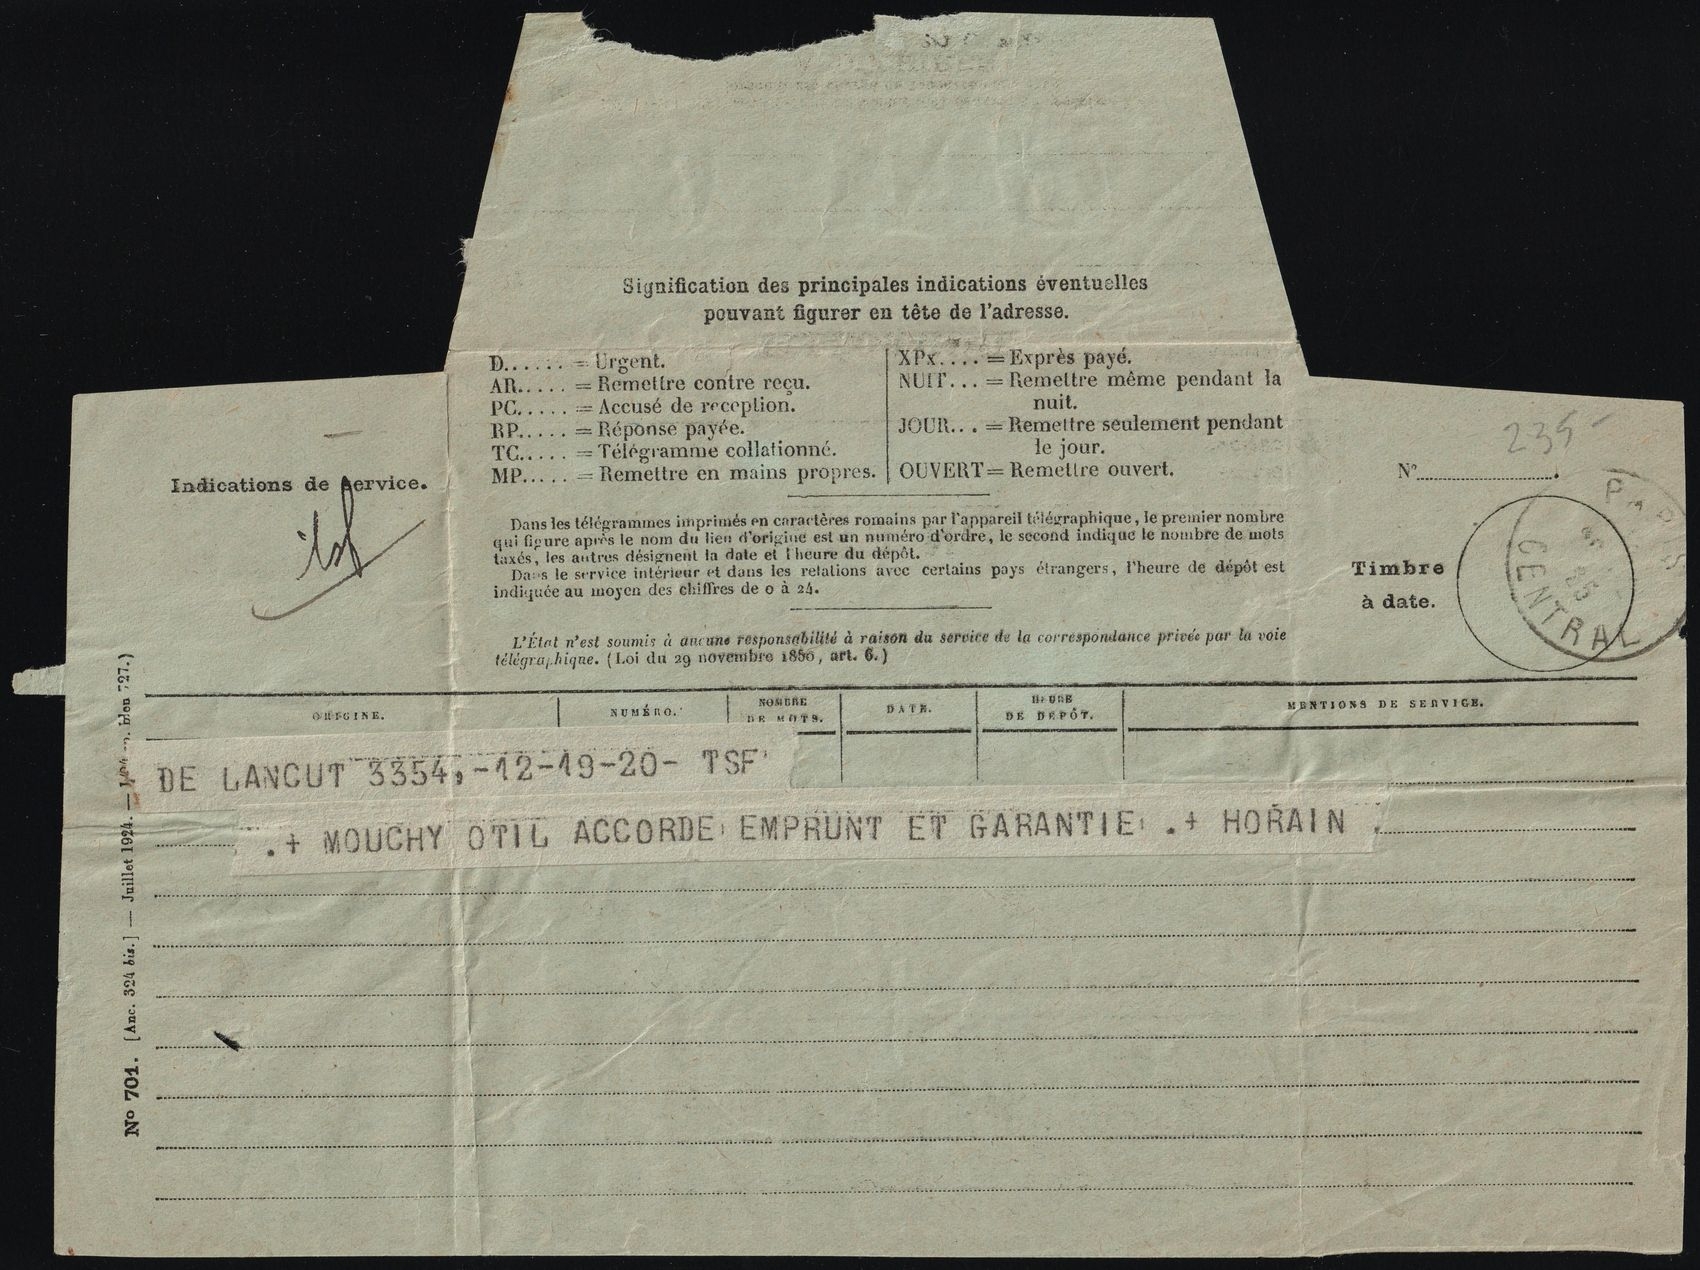 Signification des principales indications éventuelles
pouvant figurer en tête de l'adresse.
D...... = Urgent.
AR..... = Remettre contre reçu.
PC..... = Accusé de reception.
RP..... = Réponse payée.
TC..... = Télégramme collationné.
MP..... = Remettre en mains propres.
XPx.... = Exprès payé.
NUIT... = Remettre même pendant la
nuit.
JOUR... = Remettre seulement pendant
le jour.
OUVERT = Remettre ouvert.
Indications de service.
235
N°
Dans les télégrammes imprimés en caractères romains par l'appareil télégraphique, le premier nombre
qui figure après le nom du lieu d'origine est un numéro d'ordre, le second indique le nombre de mots
taxés, les autres désignent la date et l'heure du dépôt.
Dans le service intérieur et dans les relations avec certains pays étrangers, l'heure de dépôt est
indiquée au moyen des chiffres de 0 à 24.
Timbre
à date.
PARIS
CENTRAL
L'État n'est soumis à aucune responsabilité à raison du service de la correspondance privée par la voie
télégraphique. (Loi du 29 novembre 1850, art. 6.)
ORIGINE.
NUMÉRO.
NOMBRE
DE MOTS.
DATE.
HEURE
DE DÉPÔT.
MENTIONS DE SERVICE.
DE LANCUT 3354,-12-19-20- TSF
.+ MOUCHY OTIL ACCORDE EMPRUNT ET GARANTIE .+ HORAIN .
N° 701. [Anc. 324 bis.] — Juillet 1924. —